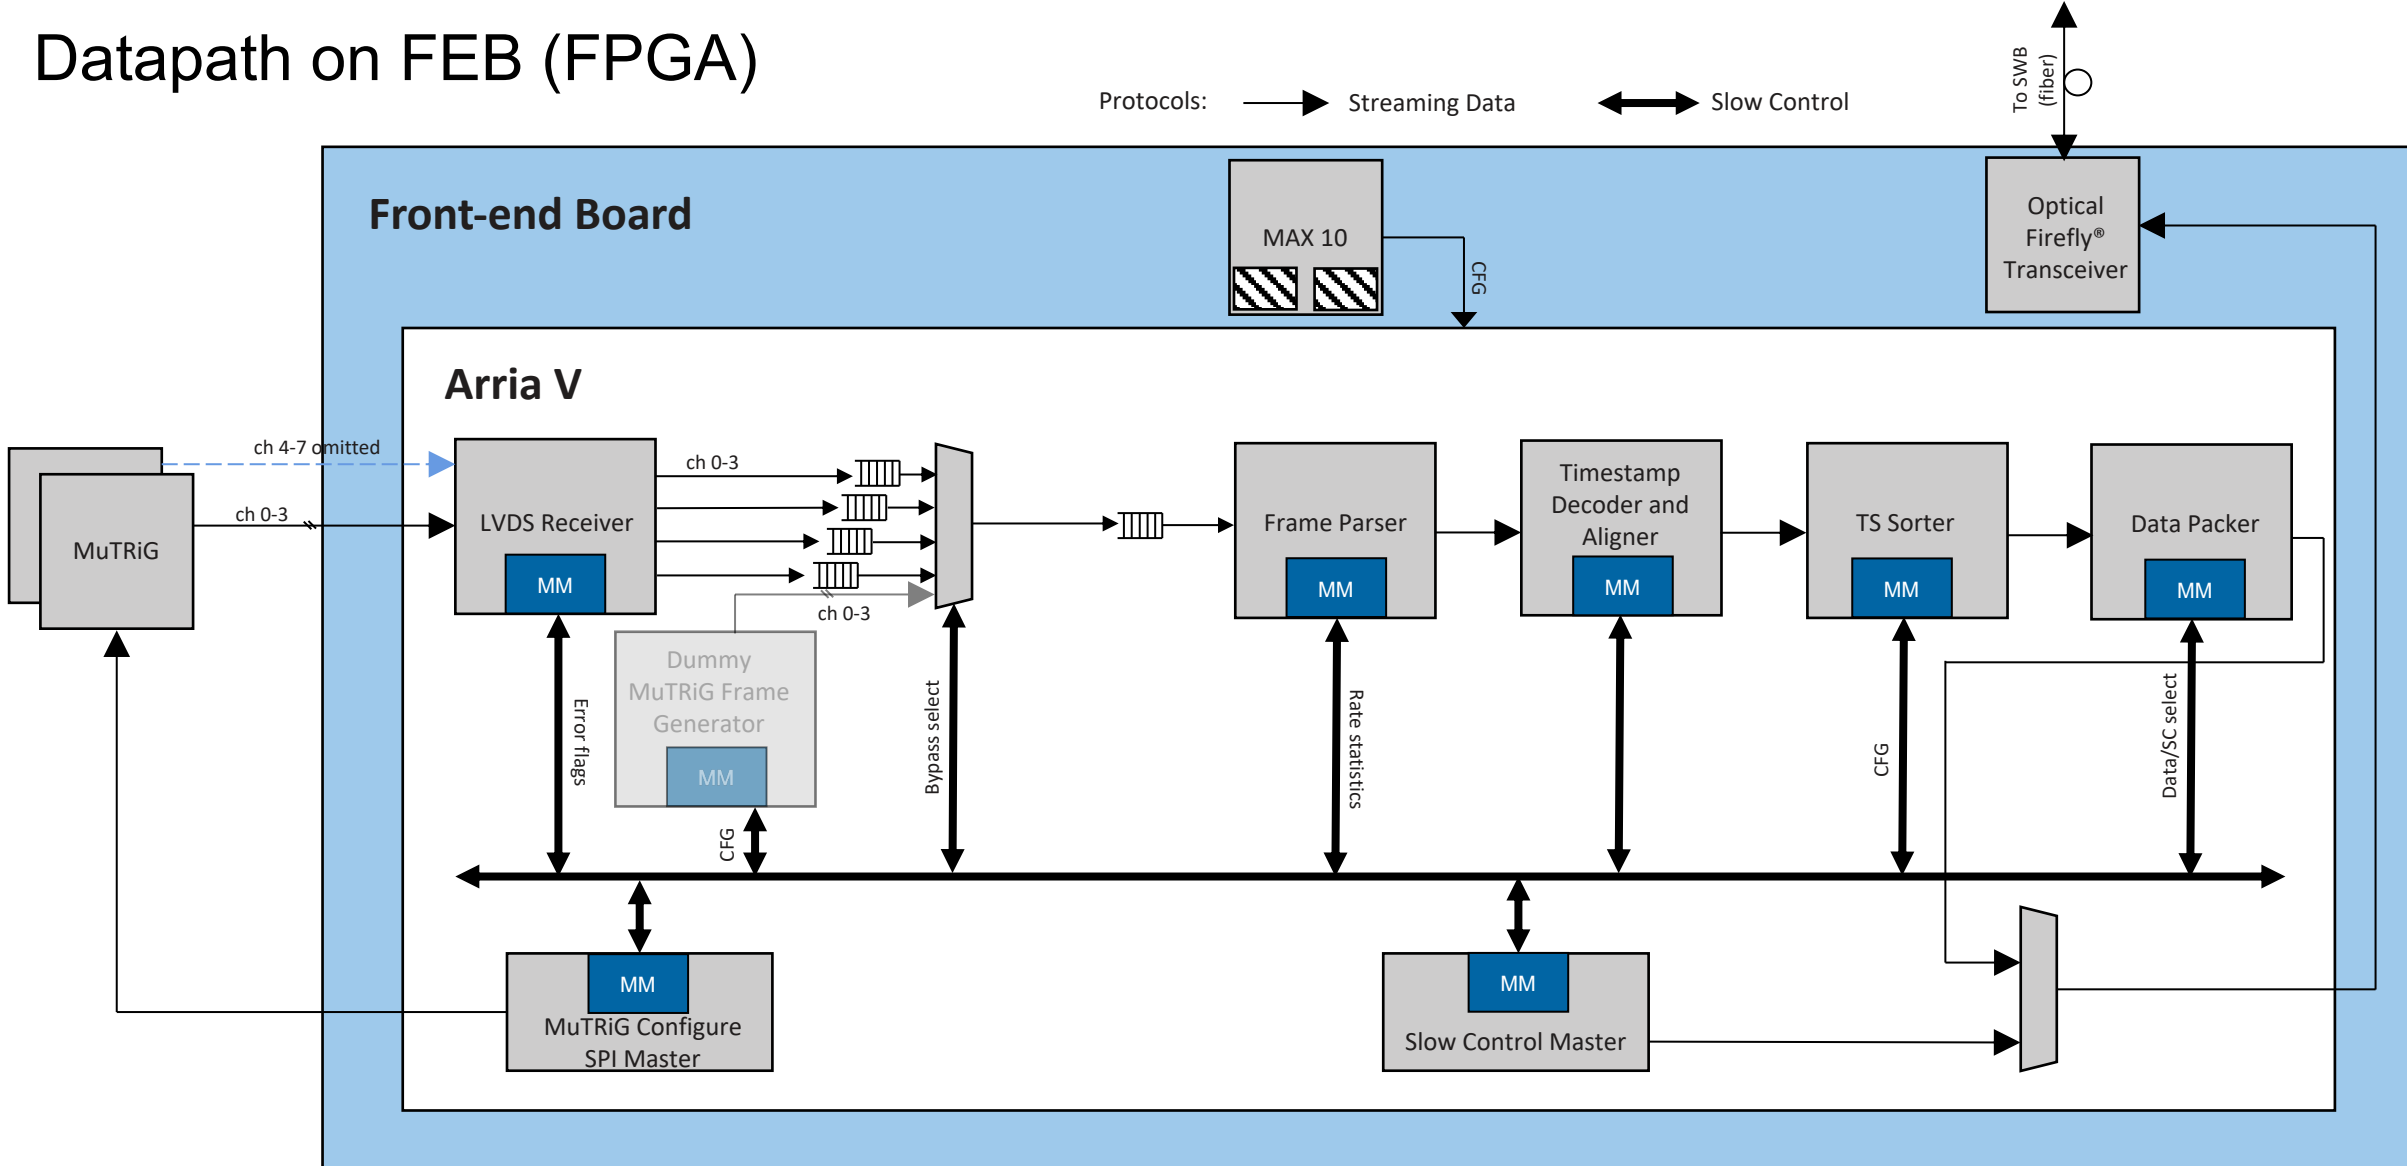 Datapath on FEB (FPGA)
Protocols:
Streaming Data
Slow Control
To SWB
(fiber)
Front-end Board
MAX 10
CFG
Optical
Firefly®
Transceiver
Arria V
ch 4-7 omitted
ch 0-3
MuTRiG
LVDS Receiver
MM
ch 0-3
ch 0-3
Dummy
MuTRiG Frame
Generator
MM
Frame Parser
MM
Timestamp
Decoder and
Aligner
MM
TS Sorter
MM
Data Packer
MM
Error flags
CFG
Bypass select
Rate statistics
CFG
Data/SC select
MM
MuTRiG Configure
SPI Master
MM
Slow Control Master